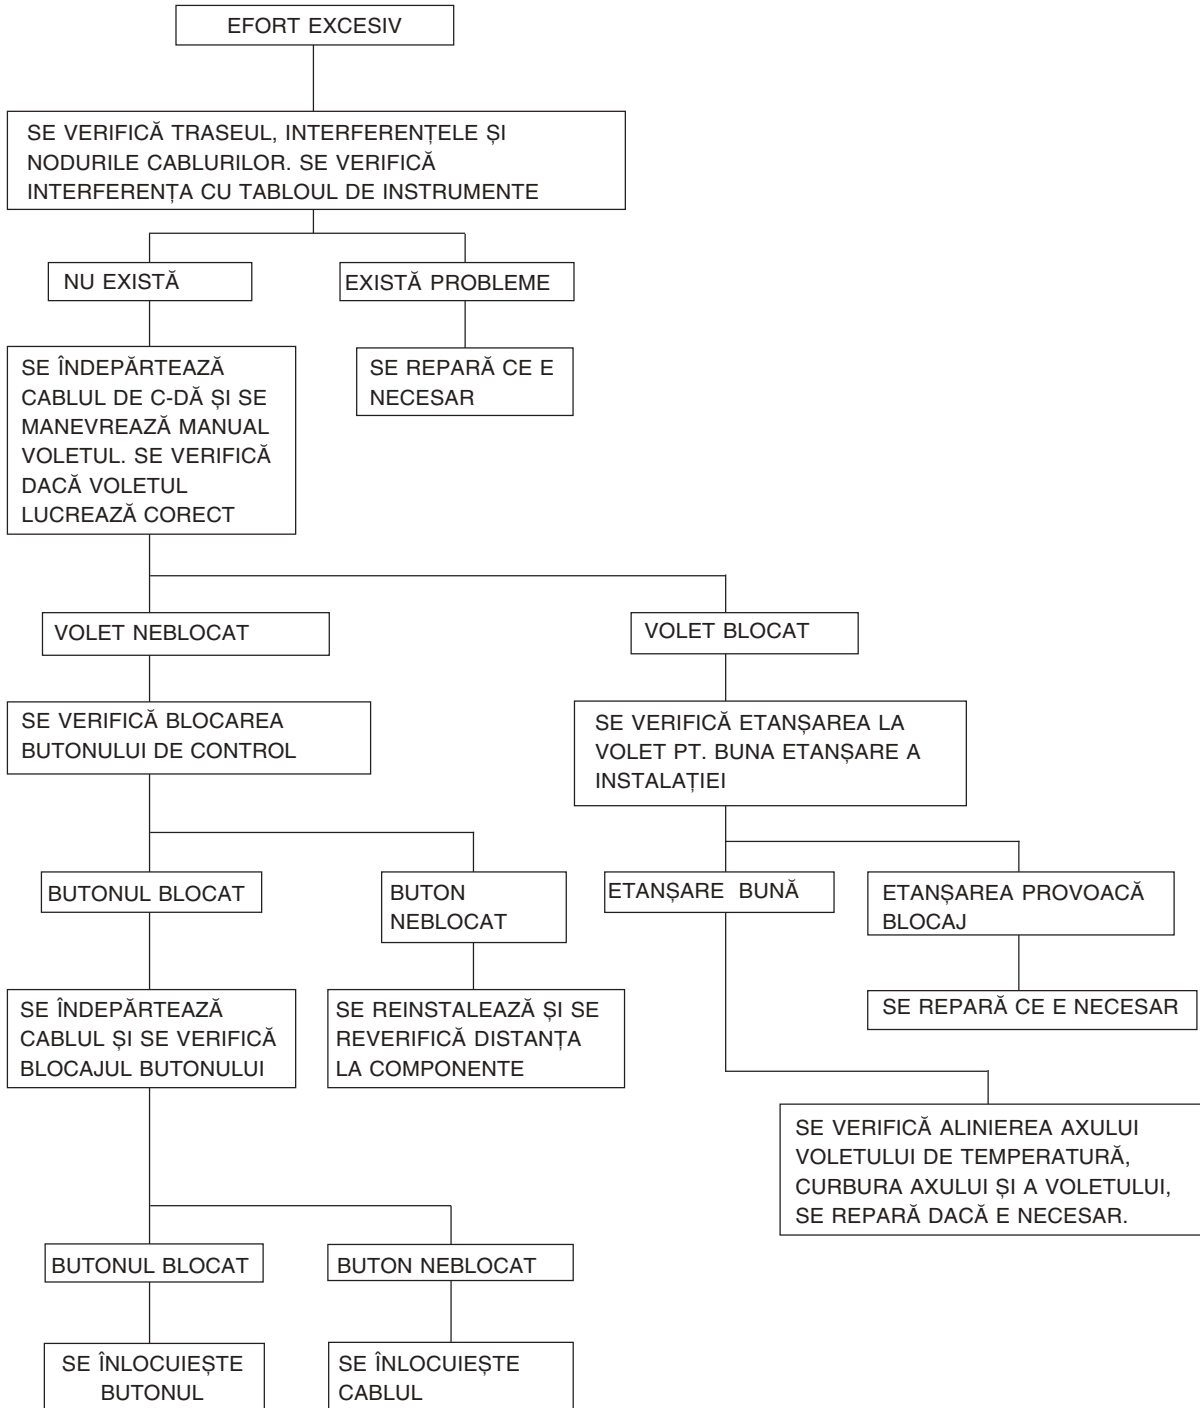 EFORT EXCESIV
SE VERIFICĂ TRASEUL, INTERFERENȚELE ȘI
NODURILE CABLURILOR. SE VERIFICĂ
INTERFERENȚA CU TABLOUL DE INSTRUMENTE
NU EXISTĂ
EXISTĂ PROBLEME
SE ÎNDEPĂRTEAZĂ
CABLUL DE C-DĂ ȘI SE
MANEVREAZĂ MANUAL
VOLETUL. SE VERIFICĂ
DACĂ VOLETUL
LUCREAZĂ CORECT
SE REPARĂ CE E
NECESAR
VOLET NEBLOCAT
VOLET BLOCAT
SE VERIFICĂ BLOCAREA
BUTONULUI DE CONTROL
SE VERIFICĂ ETANȘAREA LA
VOLET PT. BUNA ETANȘARE A
INSTALAȚIEI
BUTONUL BLOCAT
BUTON
NEBLOCAT
ETANȘARE BUNĂ
ETANȘAREA PROVOACĂ
BLOCAJ
SE ÎNDEPĂRTEAZĂ
CABLUL ȘI SE VERIFICĂ
BLOCAJUL BUTONULUI
SE REINSTALEAZĂ ȘI SE
REVERIFICĂ DISTANȚA
LA COMPONENTE
SE REPARĂ CE E NECESAR
SE VERIFICĂ ALINIEREA AXULUI
VOLETULUI DE TEMPERATURĂ,
CURBURA AXULUI ȘI A VOLETULUI,
SE REPARĂ DACĂ E NECESAR.
BUTONUL BLOCAT
BUTON NEBLOCAT
SE ÎNLOCUIEȘTE
BUTONUL
SE ÎNLOCUIEȘTE
CABLUL